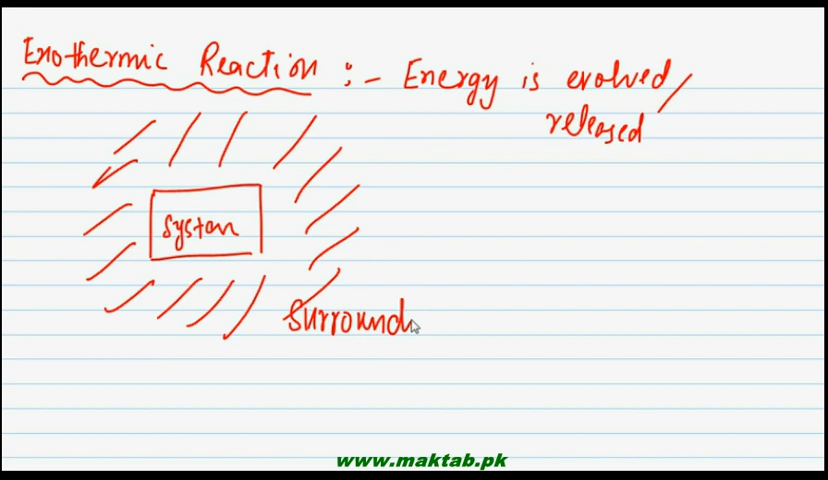 Exothermic Reaction :- Energy is evolved/
released
System
Surround
www.maktab.pk